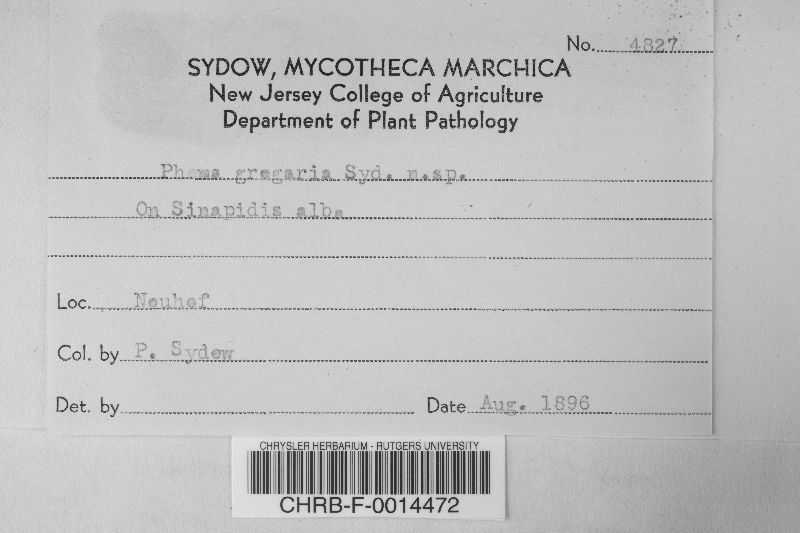 No. 4827
SYDOW, MYCOTHECA MARCHICA
New Jersey College of Agriculture
Department of Plant Pathology
Phoma gregaria Syd. n.sp.
On Sinapidis alba
Loc. Neuhof
Col. by P. Sydow
Det. by
Date Aug. 1896
CHRYSLER HERBARIUM - RUTGERS UNIVERSITY
CHRB-F-0014472